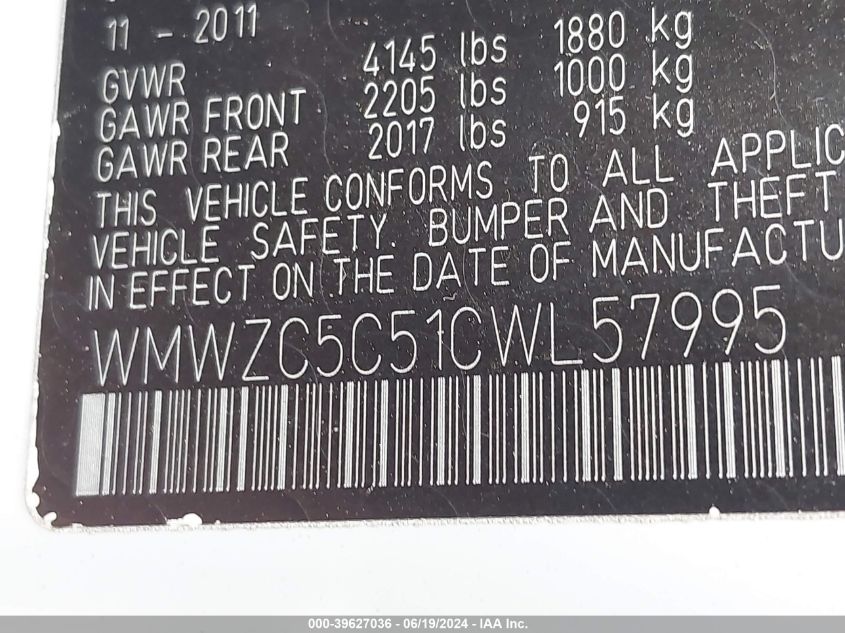 11 - 2011
GVWR 4145 lbs 1880 kg
GAWR FRONT 2205 lbs 1000 kg
GAWR REAR 2017 lbs 915 kg
THIS VEHICLE CONFORMS TO ALL APPLIC
VEHICLE SAFETY. BUMPER AND THEFT
IN EFFECT ON THE DATE OF MANUFACTU
WMWZC5C51CWL57995
000-39627036 - 06/19/2024 - IAA Inc.